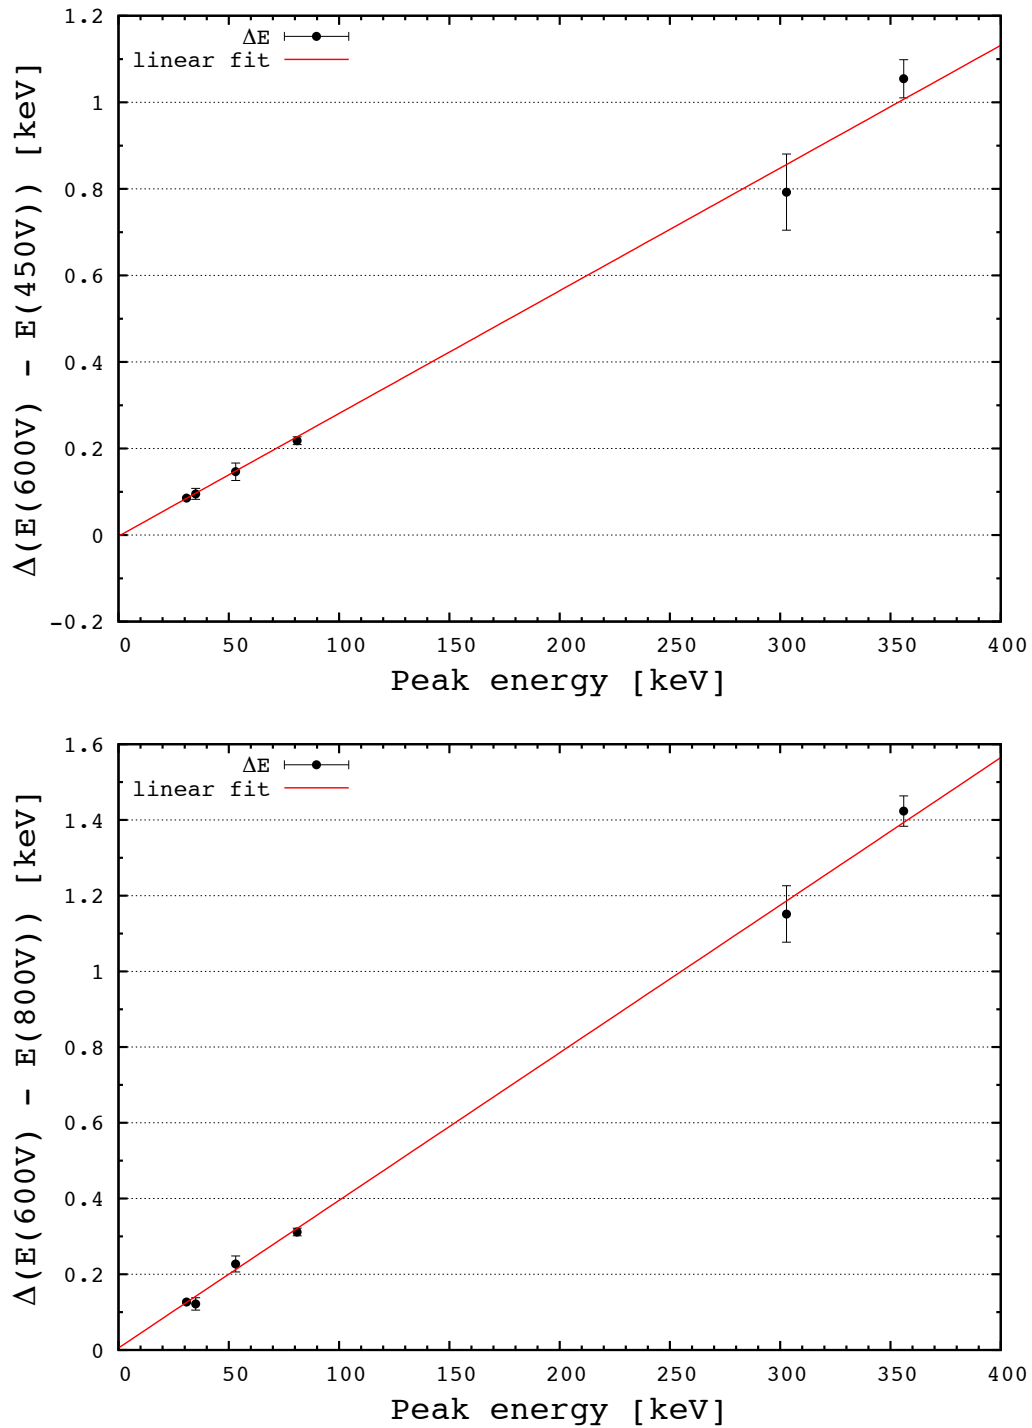 1.2
1
0.8
0.6
0.4
0.2
0
-0.2
Δ(E(600V) - E(450V)) [keV]
ΔE
linear fit
0 50 100 150 200 250 300 350 400
Peak energy [keV]
1.6
1.4
1.2
1
0.8
0.6
0.4
0.2
0
Δ(E(600V) - E(800V)) [keV]
ΔE
linear fit
0 50 100 150 200 250 300 350 400
Peak energy [keV]